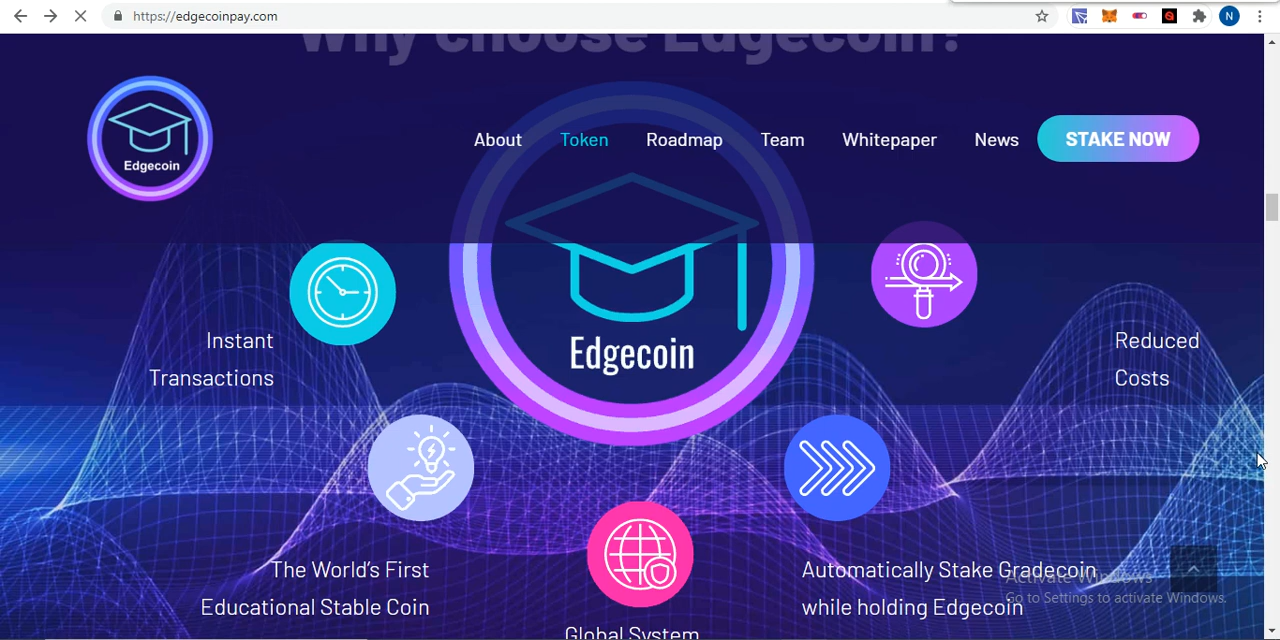 https://edgecoinpay.com
N
Why choose Edgecoin?
Edgecoin
About Token Roadmap Team Whitepaper News STAKE NOW
Edgecoin
Instant
Transactions
Reduced
Costs
The World's First
Educational Stable Coin
Automatically Stake Gradecoin
while holding Edgecoin
Global System
Activate Windows
Go to Settings to activate Windows.